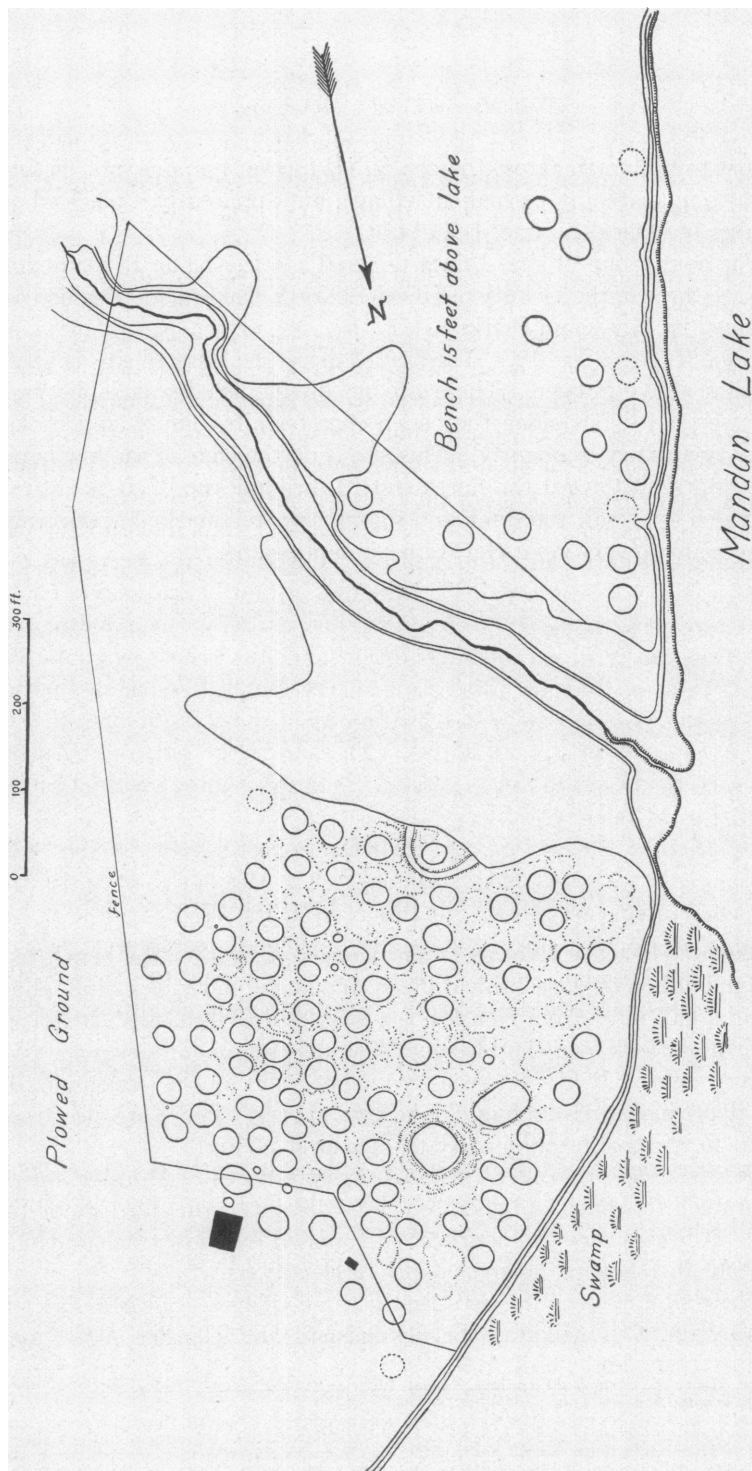 N
Bench 15 feet above lake
Mandan Lake
0 100 200 300 ft.
fence
Plowed Ground
Swamp